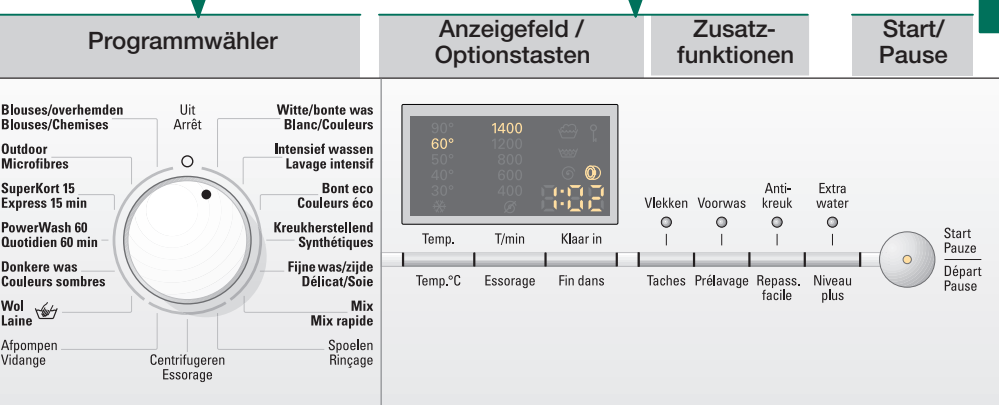 Programmwähler
Anzeigefeld /
Optionstasten
Zusatz-
funktionen
Start/
Pause
Blouses/overhemden
Blouses/Chemises
Outdoor
Microfibres
SuperKort 15
Express 15 min
PowerWash 60
Quotidien 60 min
Donkere was
Couleurs sombres
Wol
Laine
Afpompen
Vidange
Uit
Arrêt
Centrifugeren
Essorage
Witte/bonte was
Blanc/Couleurs
Intensief wassen
Lavage intensif
Bont eco
Couleurs éco
Kreukherstellend
Synthétiques
Fijne was/zijde
Délicat/Soie
Mix
Mix rapide
Spoelen
Rinçage
90° 1400
60° 1200
50° 800
40° 600
30° 400
1:02
Temp. T/min Klaar in
Temp.°C Essorage Fin dans
Vlekken
Voorwas
Anti-
kreuk
Extra
water
Taches
Prélavage
Repass.
facile
Niveau
plus
Start
Pauze
Départ
Pause